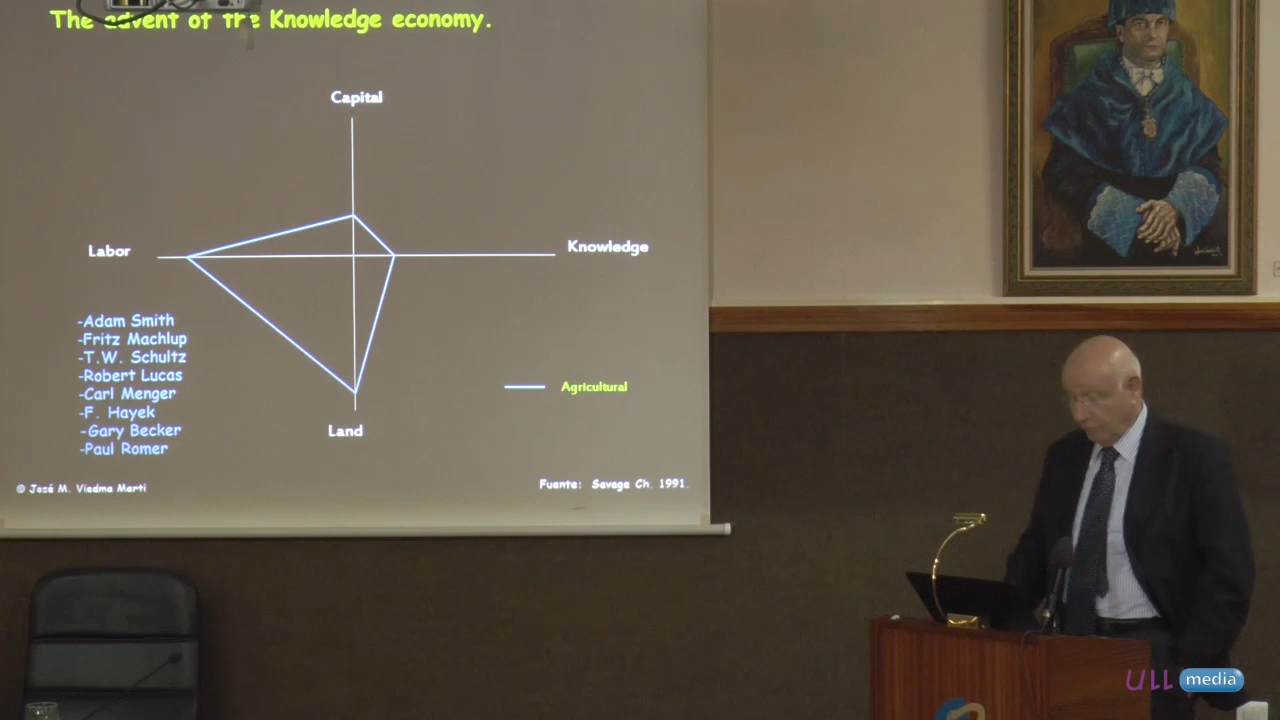 The advent of the Knowledge economy.
Capital
Labor
Knowledge
-Adam Smith
-Fritz Machlup
-T.W. Schultz
-Robert Lucas
-Carl Menger
-F. Hayek
-Gary Becker
-Paul Romer
Agricultural
Land
© José M. Viedma Marti
Fuente: Savage Ch. 1991.
ULL media